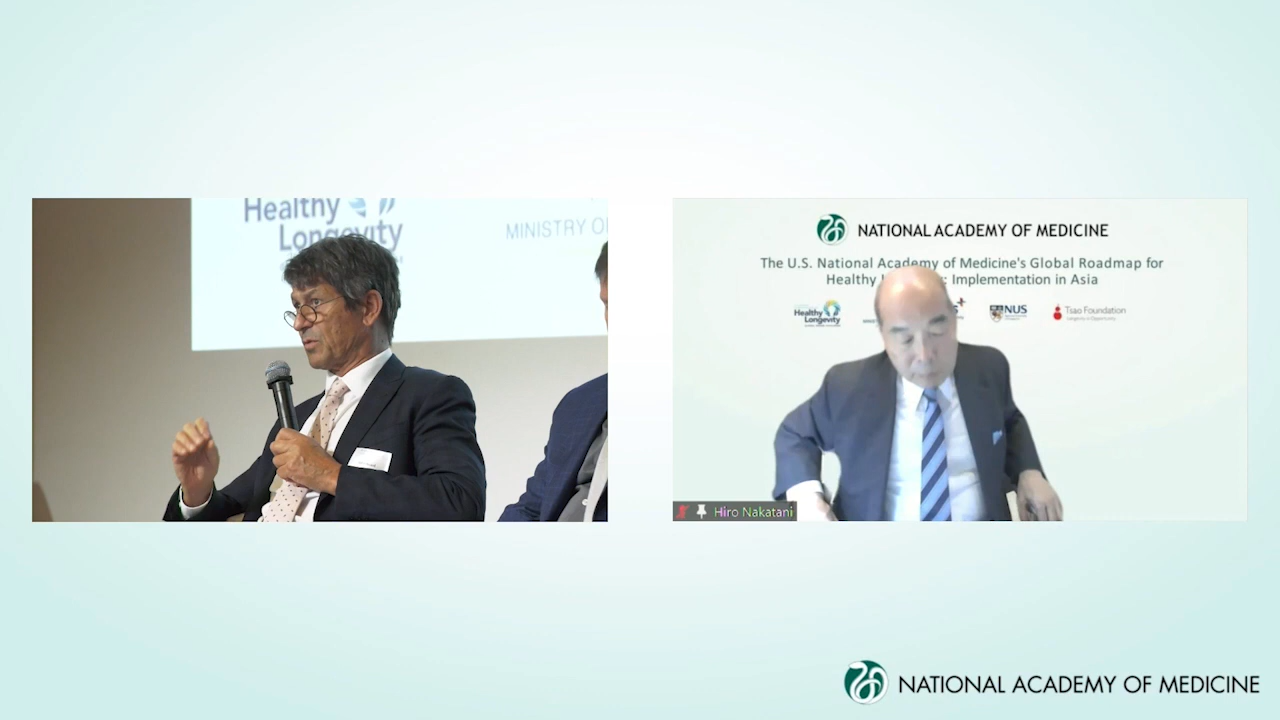 Healthy
Longevity
MINISTRY O
NATIONAL ACADEMY OF MEDICINE
The U.S. National Academy of Medicine's Global Roadmap for
Healthy : Implementation in Asia
Healthy
Longevity
NUS
Tsao Foundation
Hiro Nakatani
NATIONAL ACADEMY OF MEDICINE